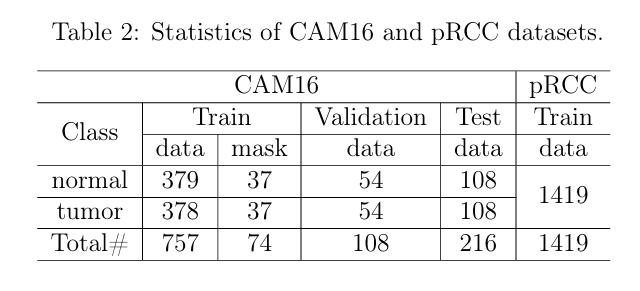 Table 2: Statistics of CAM16 and pRCC datasets.
CAM16 pRCC
Class Train Validation Test Train
data mask data data data
normal 379 37 54 108 1419
tumor 378 37 54 108
Total# 757 74 108 216 1419